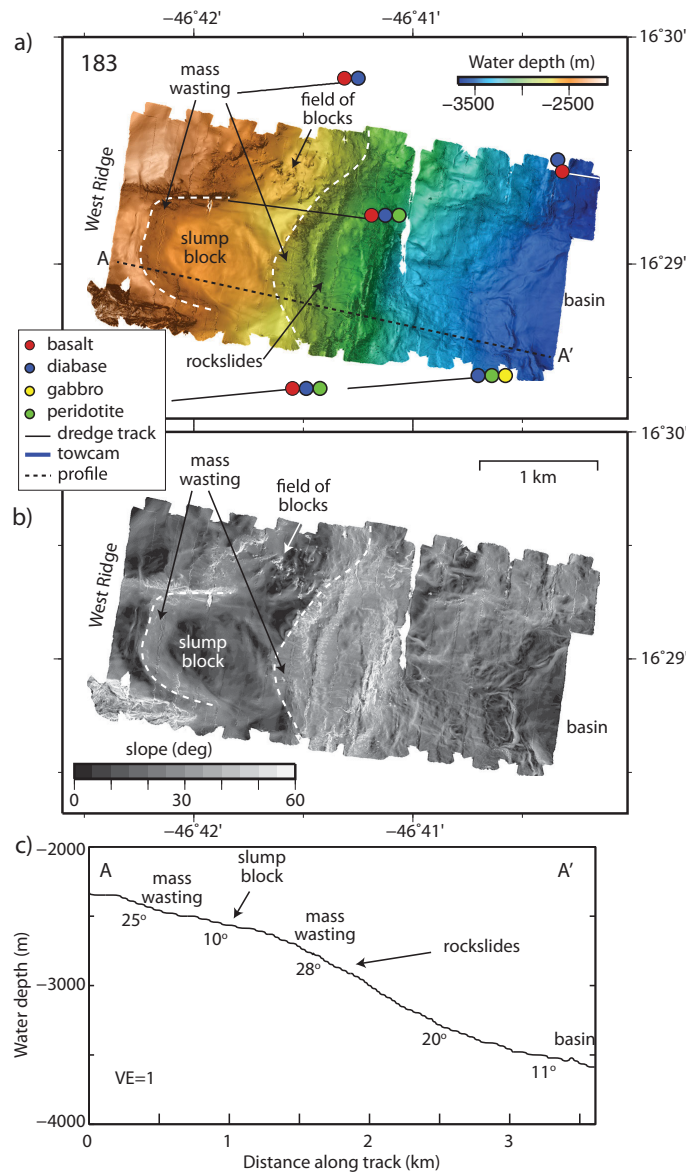 −46˚42'
−46˚41'
a)
16˚30'
183
Water depth (m)
−3500
−2500
mass
wasting
field of
blocks
West Ridge
slump
block
A
16˚29'
basin
A'
rockslides
basalt
diabase
gabbro
peridotite
dredge track
towcam
profile
16˚30'
1 km
mass
wasting
field of
blocks
b)
West Ridge
slump
block
16˚29'
basin
slope (deg)
0
30
60
−46˚42'
−46˚41'
c)
−2000
−3000
−4000
Water depth (m)
A
slump
block
A'
mass
wasting
mass
wasting
rockslides
25°
10°
28°
20°
basin
11°
VE=1
0
1
2
3
Distance along track (km)